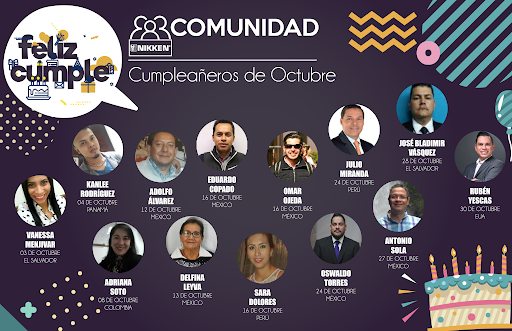 feliz
cumple
NIKKEN
COMUNIDAD
Cumpleañeros de Octubre
VANESSA
MENJIVAR
03 DE OCTUBRE
EL SALVADOR
KANLEE
RODRÍGUEZ
04 DE OCTUBRE
PANAMÁ
ADRIANA
SOTO
08 DE OCTUBRE
COLOMBIA
ADOLFO
ÁLVAREZ
12 DE OCTUBRE
MÉXICO
DELFINA
LEYVA
13 DE OCTUBRE
MÉXICO
EDUARDO
COPADO
16 DE OCTUBRE
MÉXICO
SARA
DOLORES
16 DE OCTUBRE
PERÚ
OMAR
OJEDA
16 DE OCTUBRE
MÉXICO
OSWALDO
TORRES
24 DE OCTUBRE
MÉXICO
JULIO
MIRANDA
24 DE OCTUBRE
PERÚ
ANTONIO
SOLA
27 DE OCTUBRE
MÉXICO
JOSÉ BLADIMIR
VÁSQUEZ
28 DE OCTUBRE
EL SALVADOR
RUBÉN
YESCAS
30 DE OCTUBRE
EUA